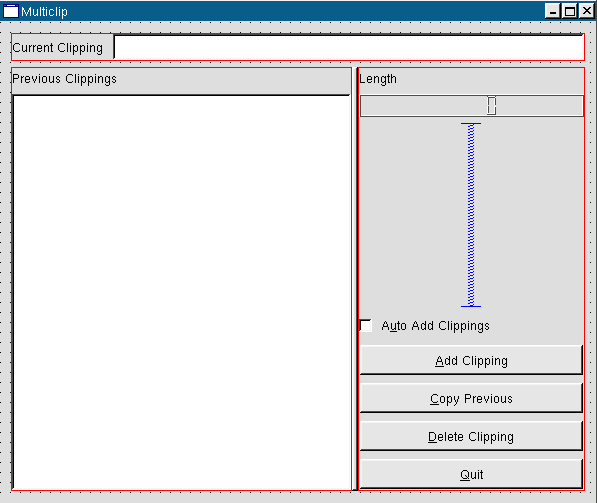 Multiclip
Current Clipping
Previous Clippings
Length
Auto Add Clippings
Add Clipping
Copy Previous
Delete Clipping
Quit